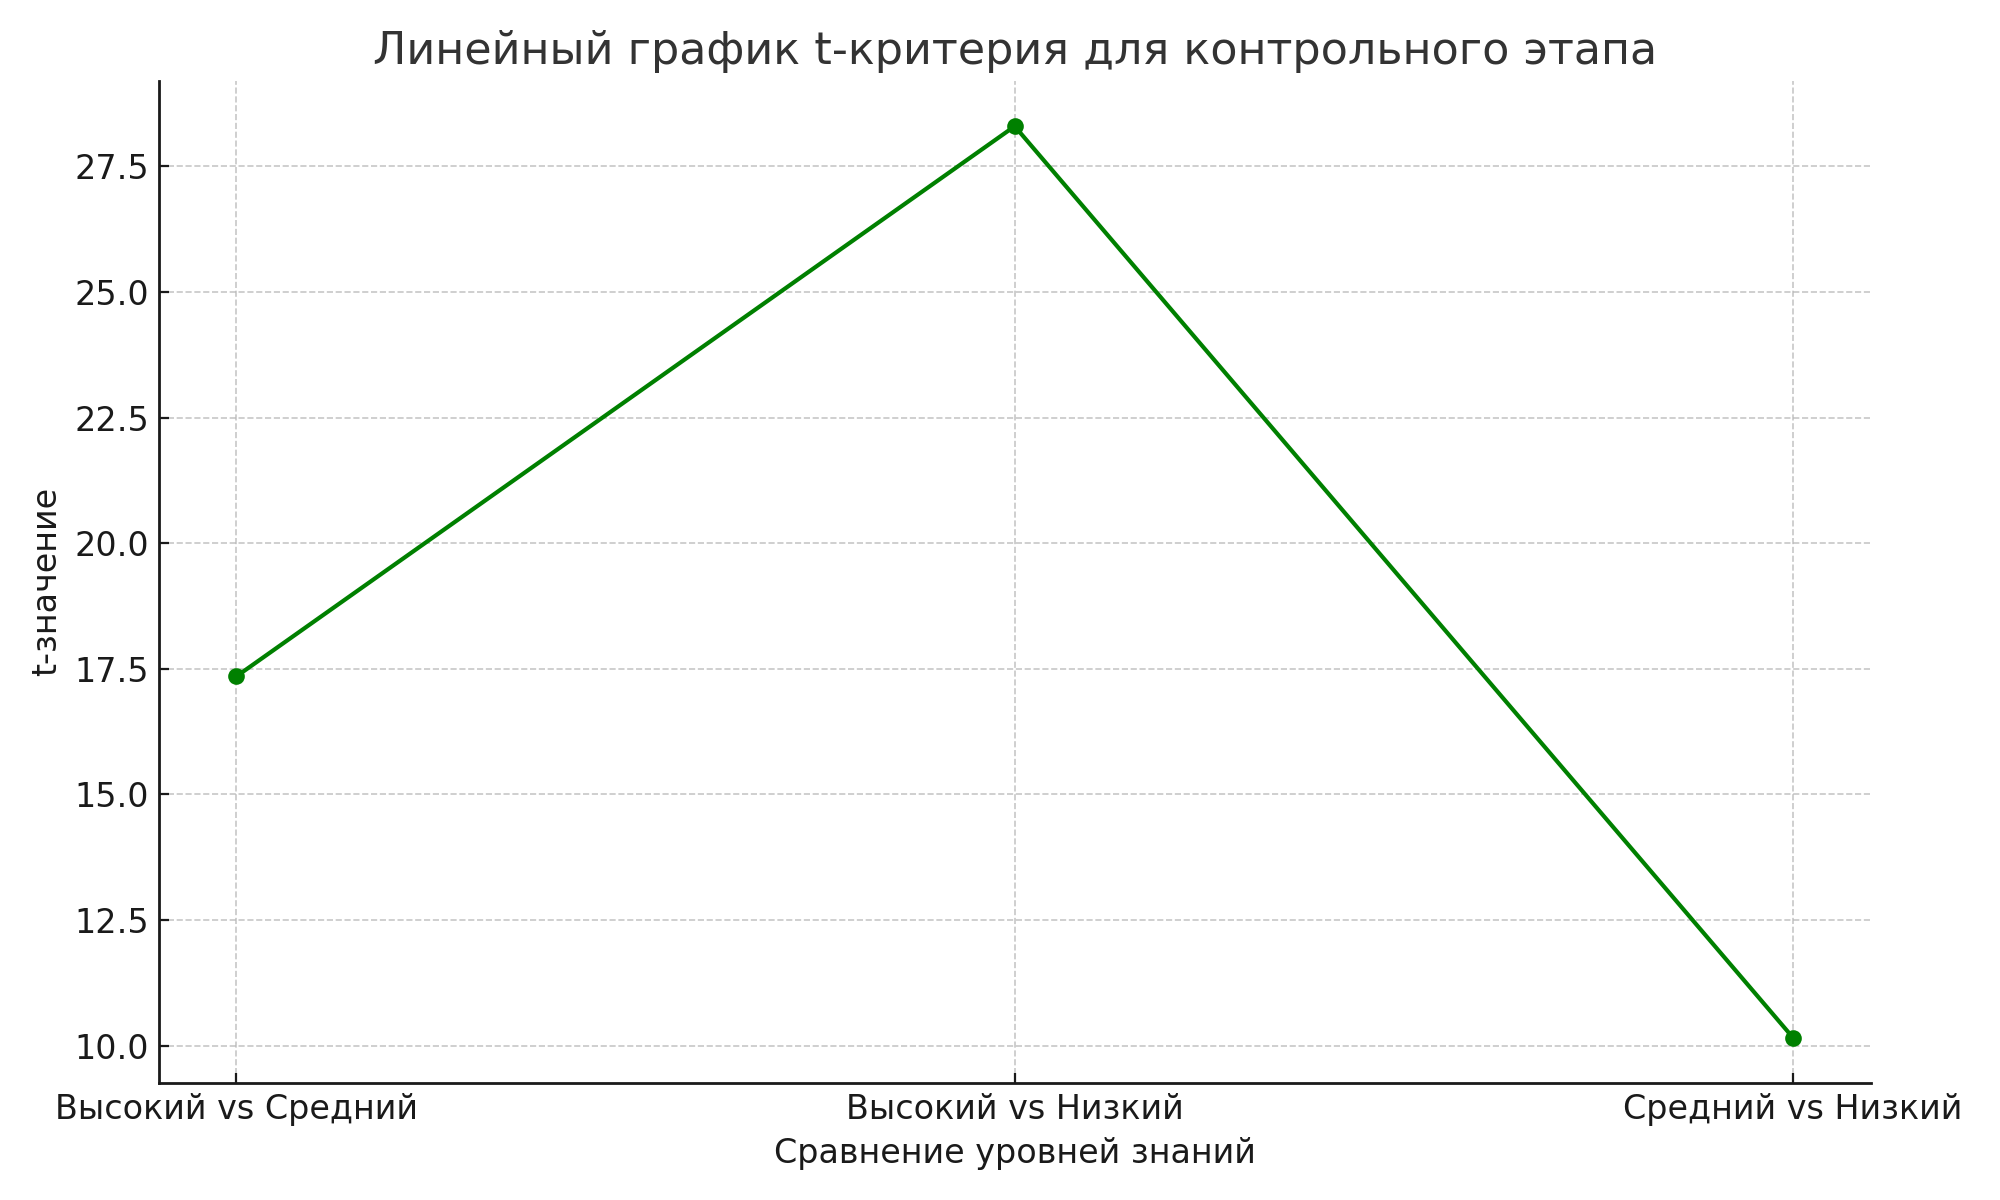 Линейный график t-критерия для контрольного этапа
t-значение
27.5
25.0
22.5
20.0
17.5
15.0
12.5
10.0
Высокий vs Средний
Высокий vs Низкий
Средний vs Низкий
Сравнение уровней знаний